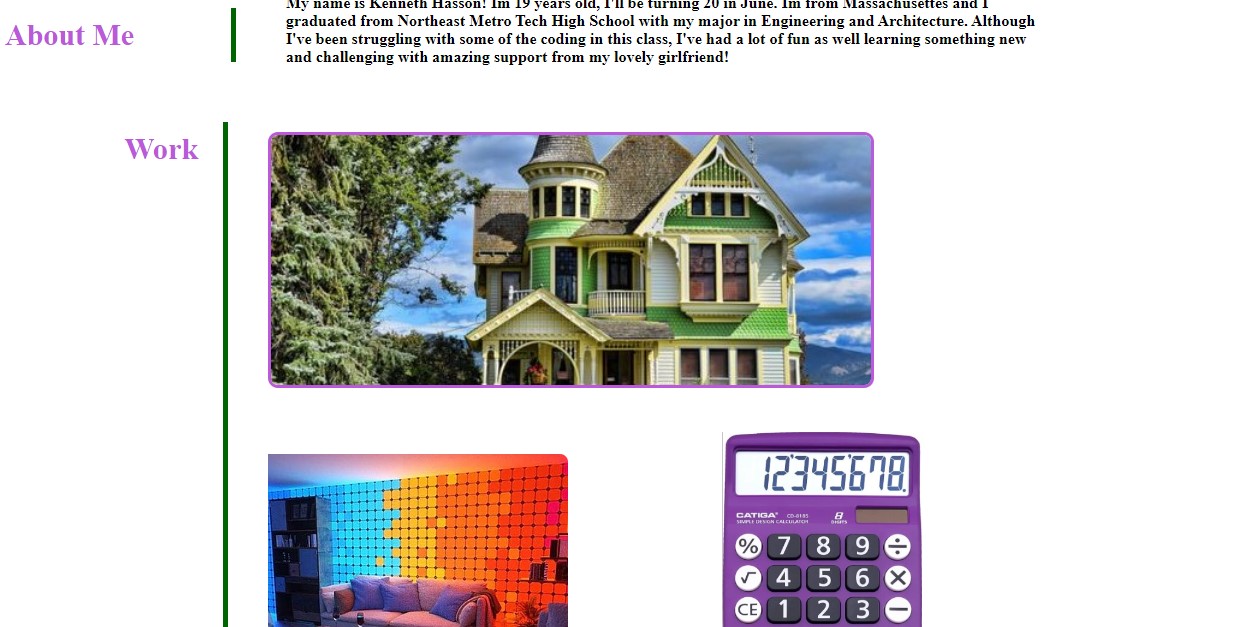 My name is Kenneth Hasson! Im 19 years old, I'll be turning 20 in June. Im from Massachusettes and I
About Me
graduated from Northeast Metro Tech High School with my major in Engineering and Architecture. Although
I've been struggling with some of the coding in this class, I've had a lot of fun as well learning something new
and challenging with amazing support from my lovely girlfriend!
Work
12345678.
CATIGA CD-8185 8
SIMPLE DESIGN CALCULATOR DIGITS
% 7 8 9 ÷
√ 4 5 6 ×
CE 1 2 3 −